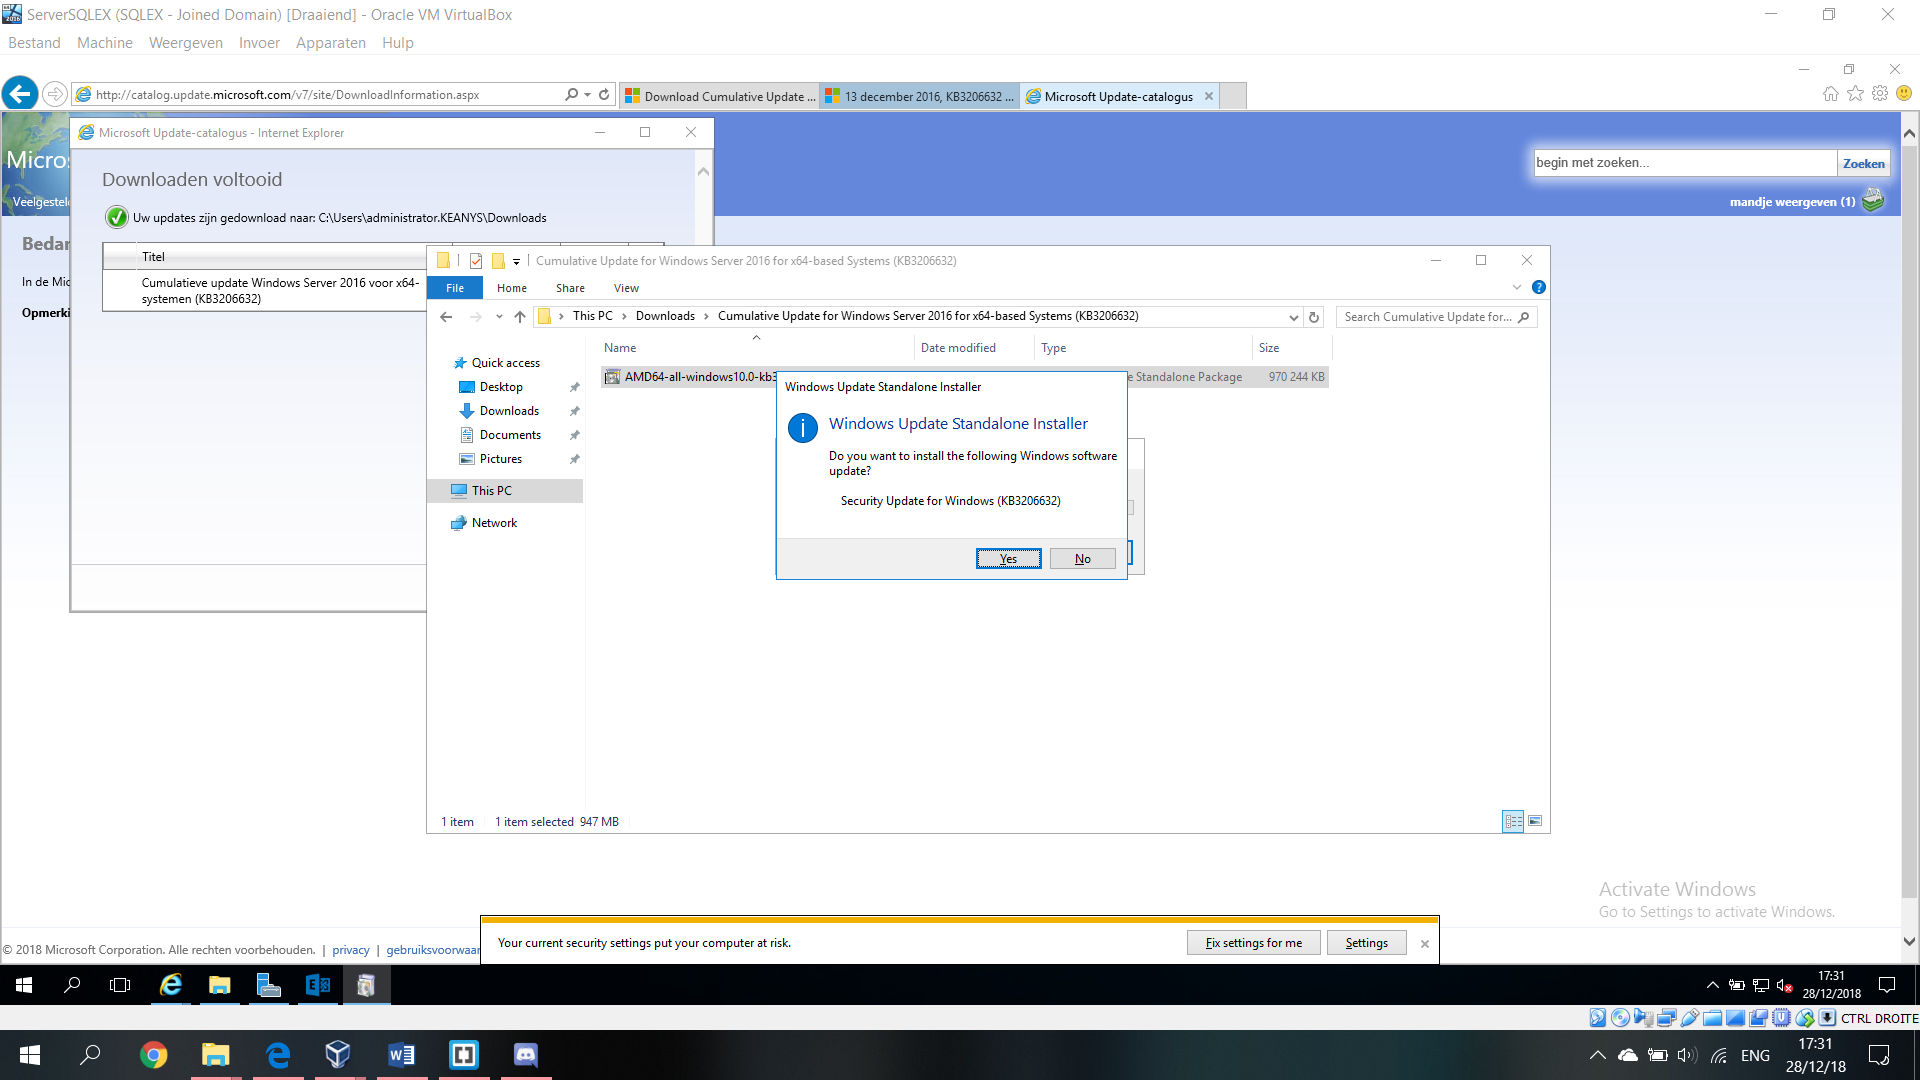 ServerSQLEX (SQLEX - Joined Domain) [Draaiend] - Oracle VM VirtualBox
Bestand Machine Weergeven Invoer Apparaten Hulp
http://catalog.update.microsoft.com/v7/site/DownloadInformation.aspx
Download Cumulative Update ...
13 december 2016, KB3206632 ...
Microsoft Update-catalogus
Microsoft Update-catalogus - Internet Explorer
Micros
Veelgestele
begin met zoeken...
Zoeken
mandje weergeven (1)
Downloaden voltooid
Uw updates zijn gedownload naar: C:\Users\administrator.KEANYS\Downloads
Bedan
In de Mic
Opmerki
Titel
Cumulatieve update Windows Server 2016 voor x64-
systemen (KB3206632)
Cumulative Update for Windows Server 2016 for x64-based Systems (KB3206632)
File Home Share View
This PC Downloads Cumulative Update for Windows Server 2016 for x64-based Systems (KB3206632)
Search Cumulative Update for...
Name Date modified Type Size
AMD64-all-windows10.0-kb3 e Standalone Package 970 244 KB
Quick access
Desktop
Downloads
Documents
Pictures
This PC
Network
Windows Update Standalone Installer
Windows Update Standalone Installer
Do you want to install the following Windows software
update?
Security Update for Windows (KB3206632)
Yes No
1 item 1 item selected 947 MB
Activate Windows
Go to Settings to activate Windows.
Your current security settings put your computer at risk.
Fix settings for me
Settings
© 2018 Microsoft Corporation. Alle rechten voorbehouden. | privacy | gebruiksvoorwaar
17:31
28/12/2018
CTRL DROITE
ENG
17:31
28/12/18